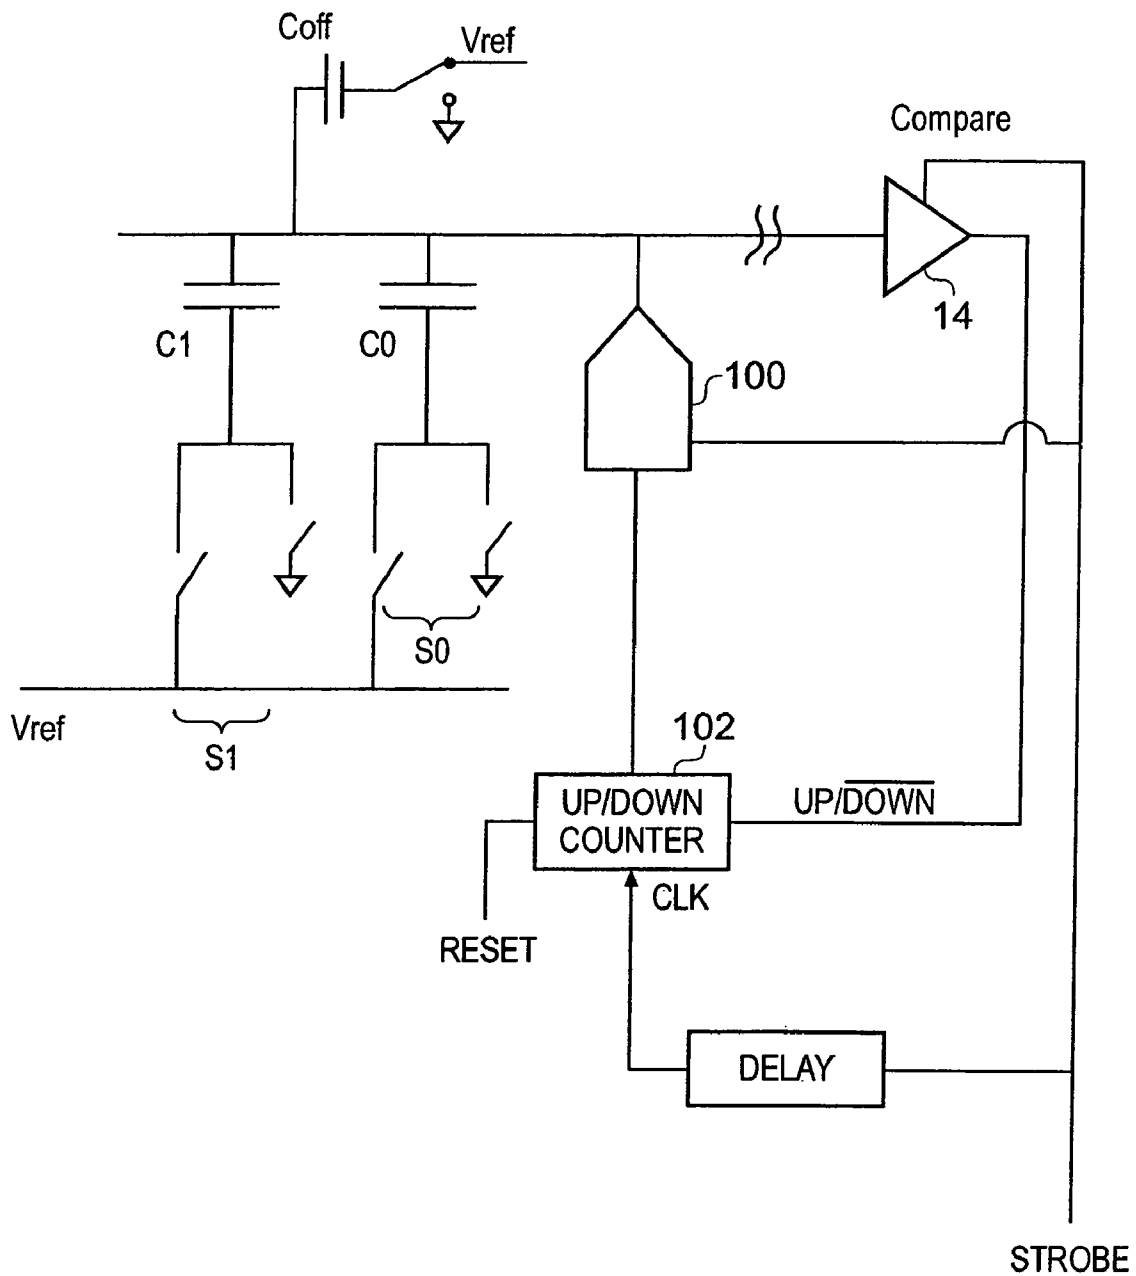 Coff
Vref
Compare
14
C1
C0
100
S0
Vref
S1
102
UP/DOWN
COUNTER
UP/DOWN
CLK
RESET
DELAY
STROBE